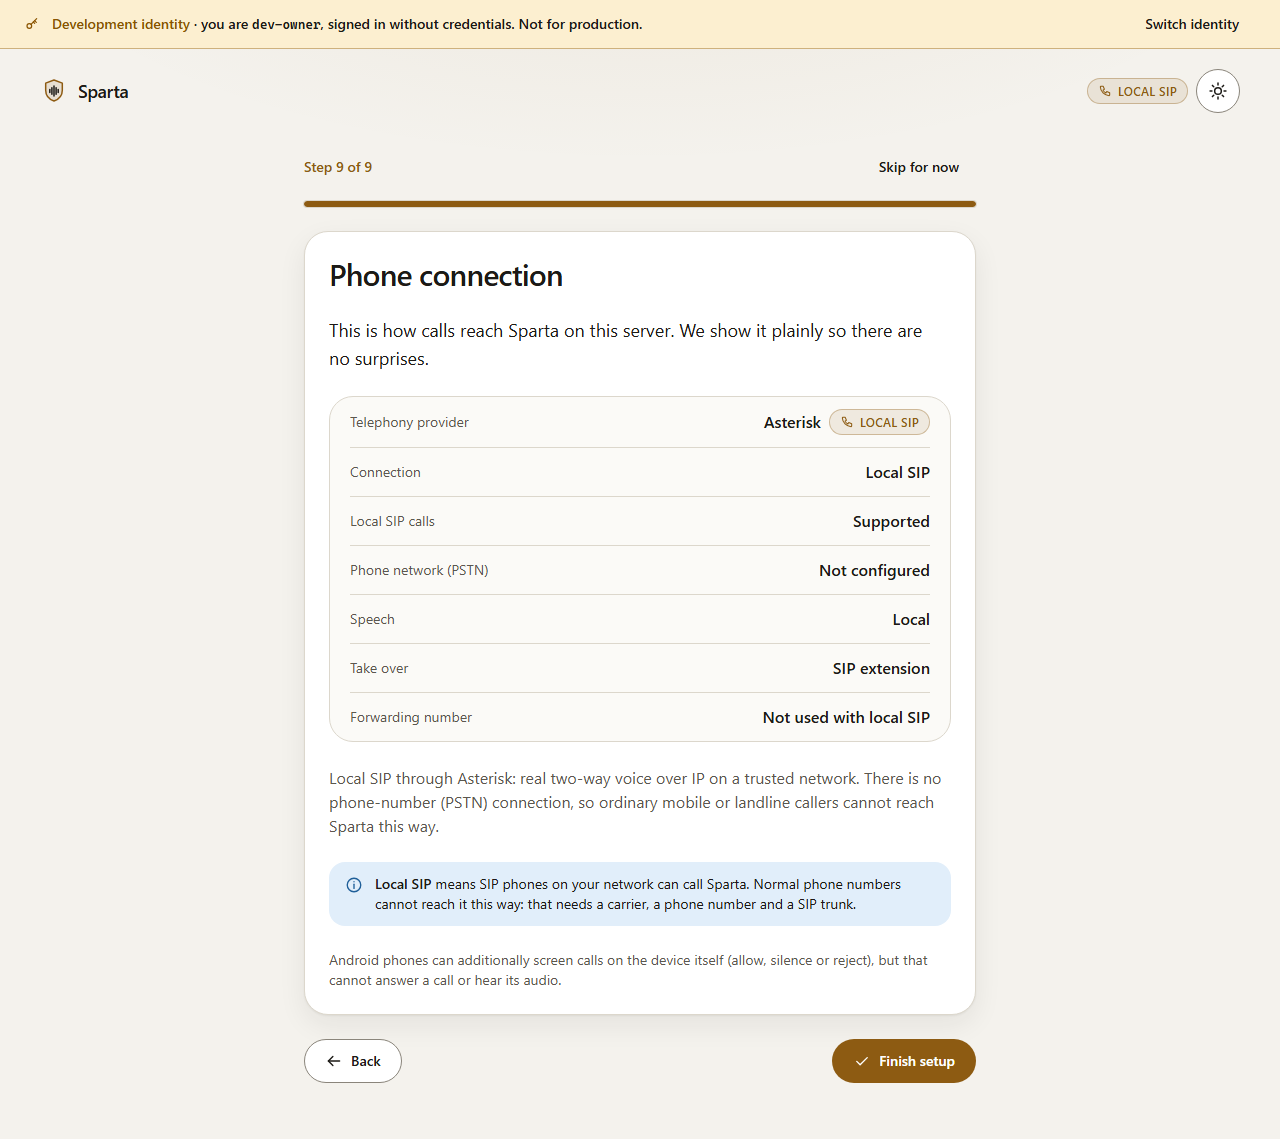 Development identity · you are dev-owner, signed in without credentials. Not for production.
Switch identity
Sparta
LOCAL SIP
Step 9 of 9
Skip for now
Phone connection
This is how calls reach Sparta on this server. We show it plainly so there are
no surprises.
Telephony provider
Asterisk
LOCAL SIP
Connection
Local SIP
Local SIP calls
Supported
Phone network (PSTN)
Not configured
Speech
Local
Take over
SIP extension
Forwarding number
Not used with local SIP
Local SIP through Asterisk: real two-way voice over IP on a trusted network. There is no
phone-number (PSTN) connection, so ordinary mobile or landline callers cannot reach
Sparta this way.
Local SIP means SIP phones on your network can call Sparta. Normal phone numbers
cannot reach it this way: that needs a carrier, a phone number and a SIP trunk.
Android phones can additionally screen calls on the device itself (allow, silence or reject), but that
cannot answer a call or hear its audio.
Back
Finish setup